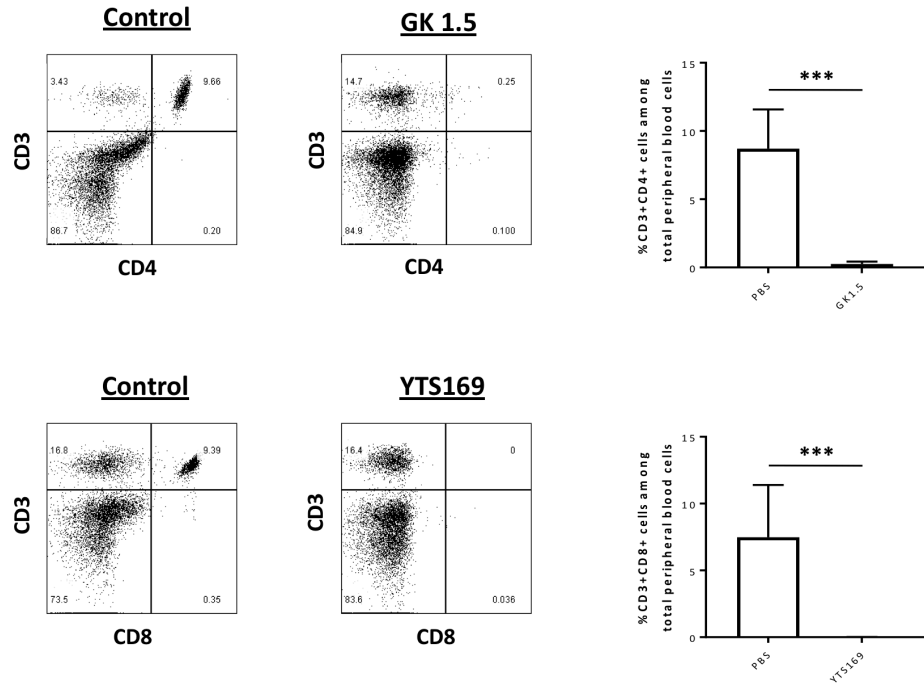 Control
GK 1.5
3.43
9.66
86.7
0.20
CD3
CD4
14.7
0.25
84.9
0.100
CD3
CD4
%CD3+CD4+ cells among
total peripheral blood cells
15
10
5
0
***
PBS
GK1.5
Control
YTS169
16.8
9.39
73.5
0.35
CD3
CD8
16.4
0
83.6
0.036
CD3
CD8
%CD3+CD8+ cells among
total peripheral blood cells
15
10
5
0
***
PBS
YTS169